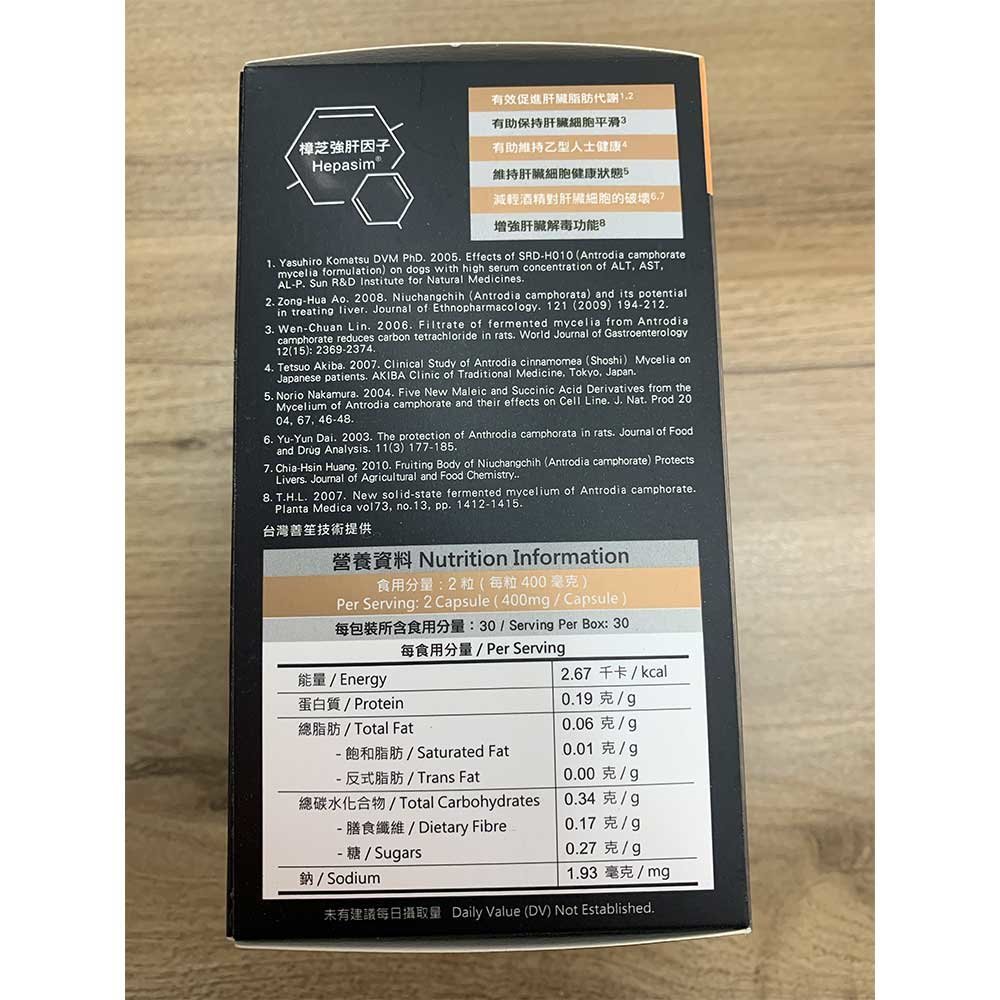 樟芝強肝因子
Hepasim®
有效促進肝臟脂肪代謝1,2
有助保持肝臟細胞平滑3
有助維持乙型人士健康4
維持肝臟細胞健康狀態5
減輕酒精對肝臟細胞的破壞6,7
增強肝臟解毒功能8
1. Yasuhiro Komatsu DVM PhD. 2005. Effects of SRD-H010 (Antrodia camphorate
mycelia formulation) on dogs with high serum concentration of ALT, AST,
AL-P. Sun R&D Institute for Natural Medicines.
2. Zong-Hua Ao. 2008. Niuchangchih (Antrodia camphorata) and its potential
in treating liver. Journal of Ethnopharmacology. 121 (2009) 194-212.
3. Wen-Chuan Lin. 2006. Filtrate of fermented mycelia from Antrodia
camphorate reduces carbon tetrachloride in rats. World Journal of Gastroenterology
12(15): 2369-2374.
4. Tetsuo Akiba. 2007. Clinical Study of Antrodia cinnamomea (Shoshi) Mycelia on
Japanese patients. AKIBA Clinic of Traditional Medicine, Tokyo, Japan.
5. Norio Nakamura. 2004. Five New Maleic and Succinic Acid Derivatives from the
Mycelium of Antrodia camphorate and their effects on Cell Line. J. Nat. Prod 20
04, 67, 46-48.
6. Yu-Yun Dai. 2003. The protection of Anthrodia camphorata in rats. Journal of Food
and Drug Analysis. 11(3) 177-185.
7. Chia-Hsin Huang. 2010. Fruiting Body of Niuchangchih (Antrodia camphorate) Protects
Livers. Journal of Agricultural and Food Chemistry..
8. T.H.L. 2007. New solid-state fermented mycelium of Antrodia camphorate.
Planta Medica vol73, no.13, pp. 1412-1415.
台灣善笙技術提供
營養資料 Nutrition Information
食用分量：2 粒 ( 每粒 400 毫克 )
Per Serving: 2 Capsule ( 400mg / Capsule )
每包裝所含食用分量：30 / Serving Per Box: 30
每食用分量 / Per Serving
能量 / Energy 2.67 千卡 / kcal
蛋白質 / Protein 0.19 克 / g
總脂肪 / Total Fat 0.06 克 / g
- 飽和脂肪 / Saturated Fat 0.01 克 / g
- 反式脂肪 / Trans Fat 0.00 克 / g
總碳水化合物 / Total Carbohydrates 0.34 克 / g
- 膳食纖維 / Dietary Fibre 0.17 克 / g
- 糖 / Sugars 0.27 克 / g
鈉 / Sodium 1.93 毫克 / mg
未有建議每日攝取量 Daily Value (DV) Not Established.